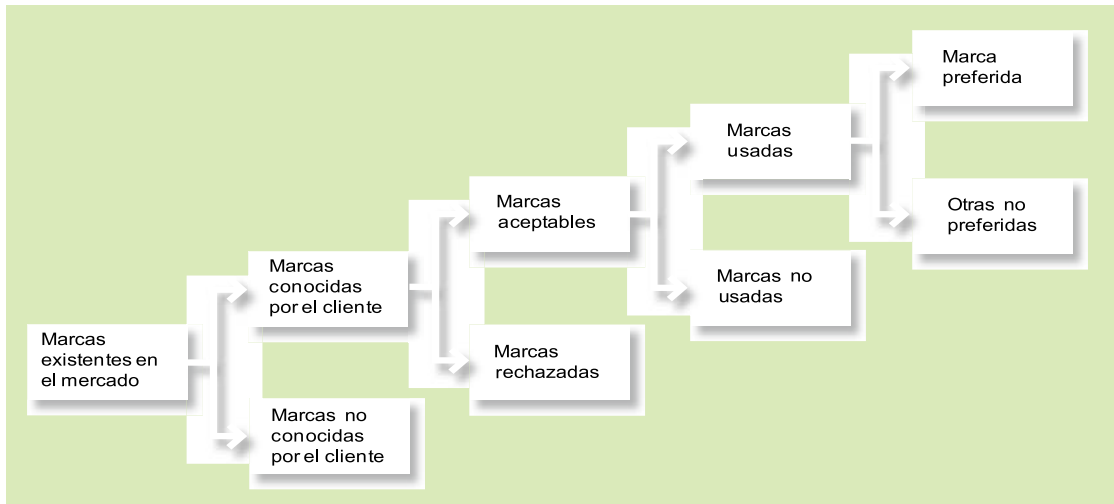 Marcas
existentes en
el mercado
Marcas
conocidas
por el cliente
Marcas no
conocidas
por el cliente
Marcas
aceptables
Marcas
rechazadas
Marcas
usadas
Marcas no
usadas
Marca
preferida
Otras no
preferidas